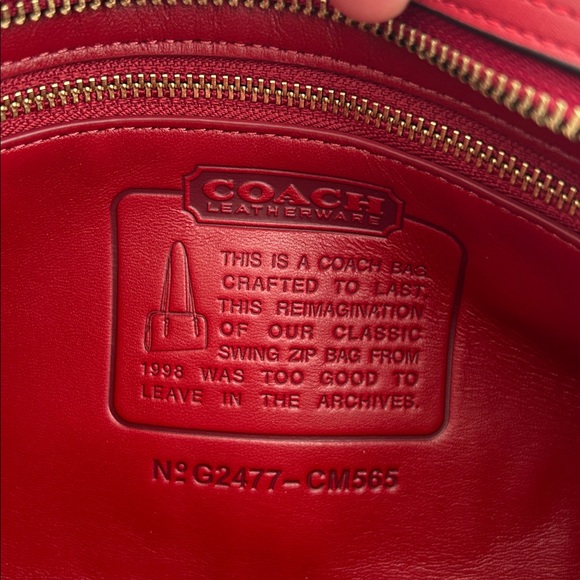 COACH
LEATHERWARE
THIS IS A COACH BAG
CRAFTED TO LAST.
THIS REIMAGINATION
OF OUR CLASSIC
SWING ZIP BAG FROM
1998 WAS TOO GOOD TO
LEAVE IN THE ARCHIVES.
Nº G2477-CM565